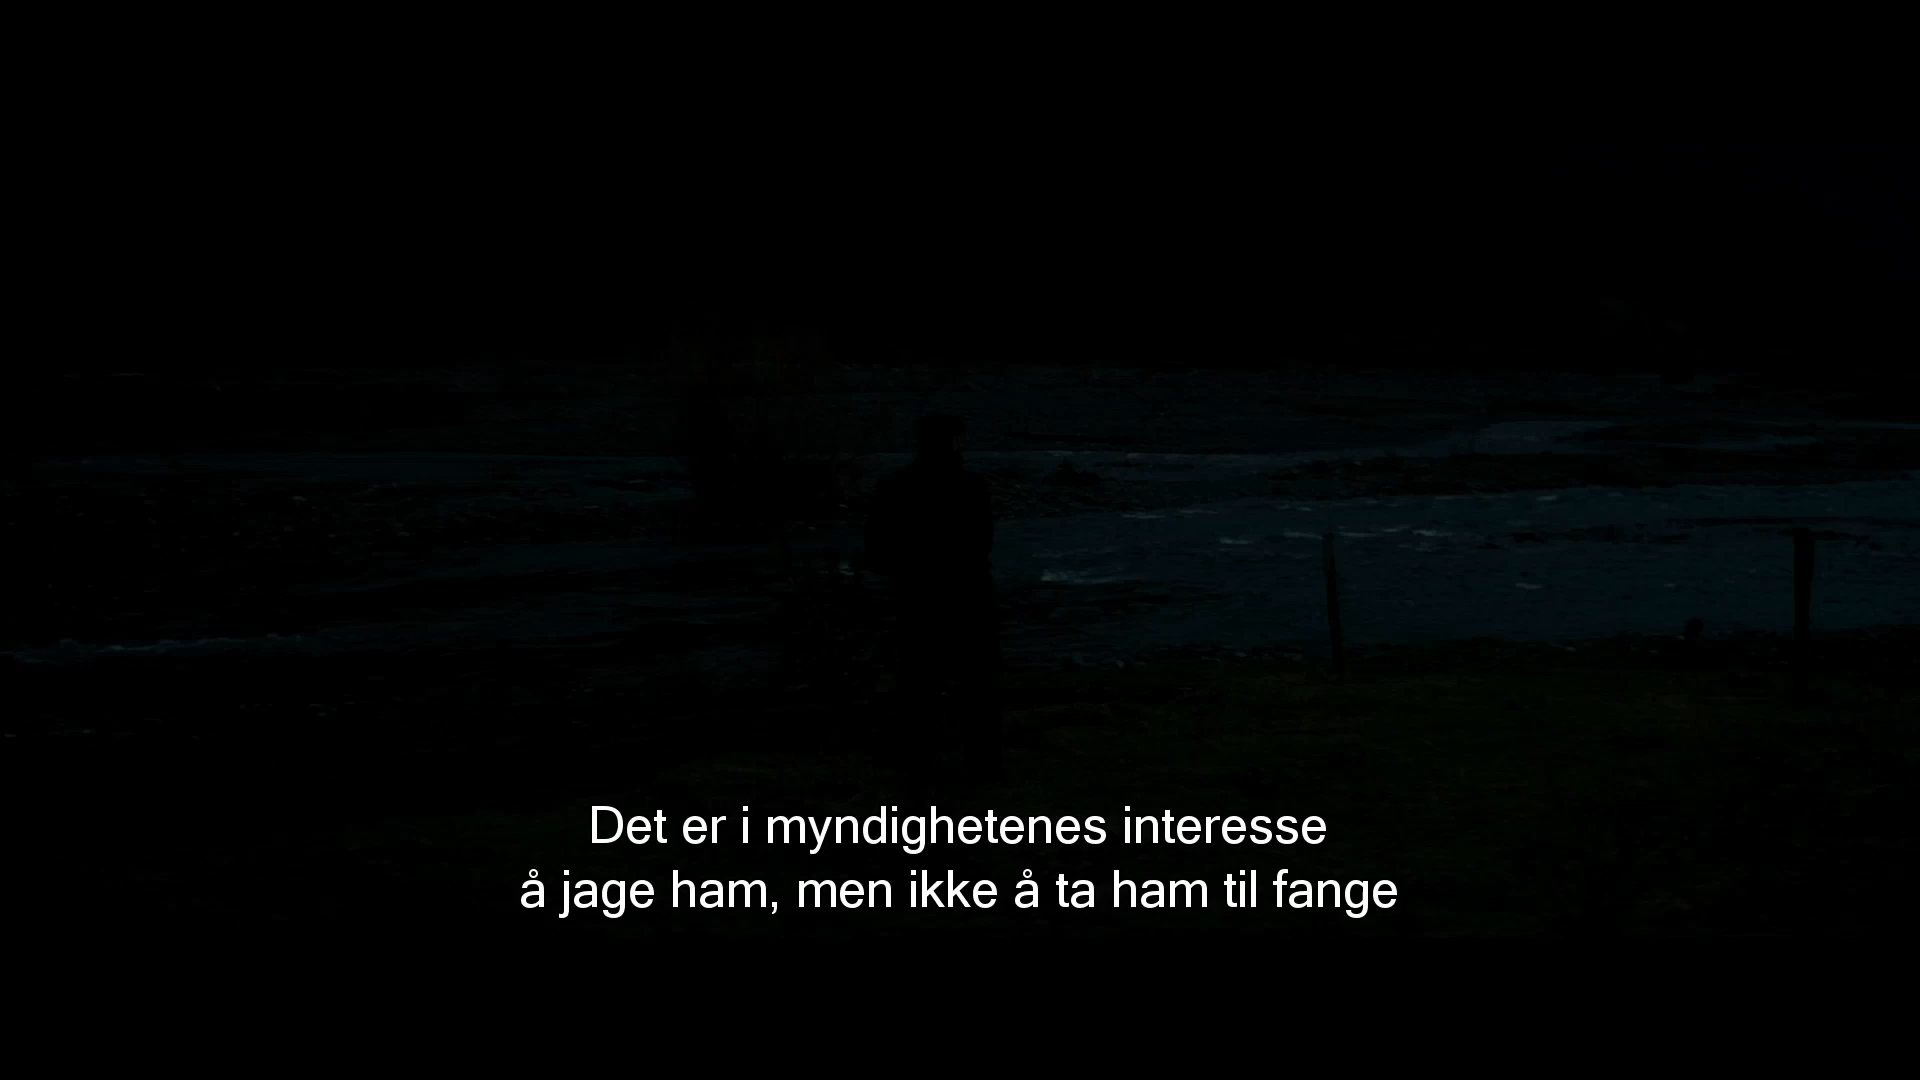 Det er i myndighetenes interesse
å jage ham, men ikke å ta ham til fange